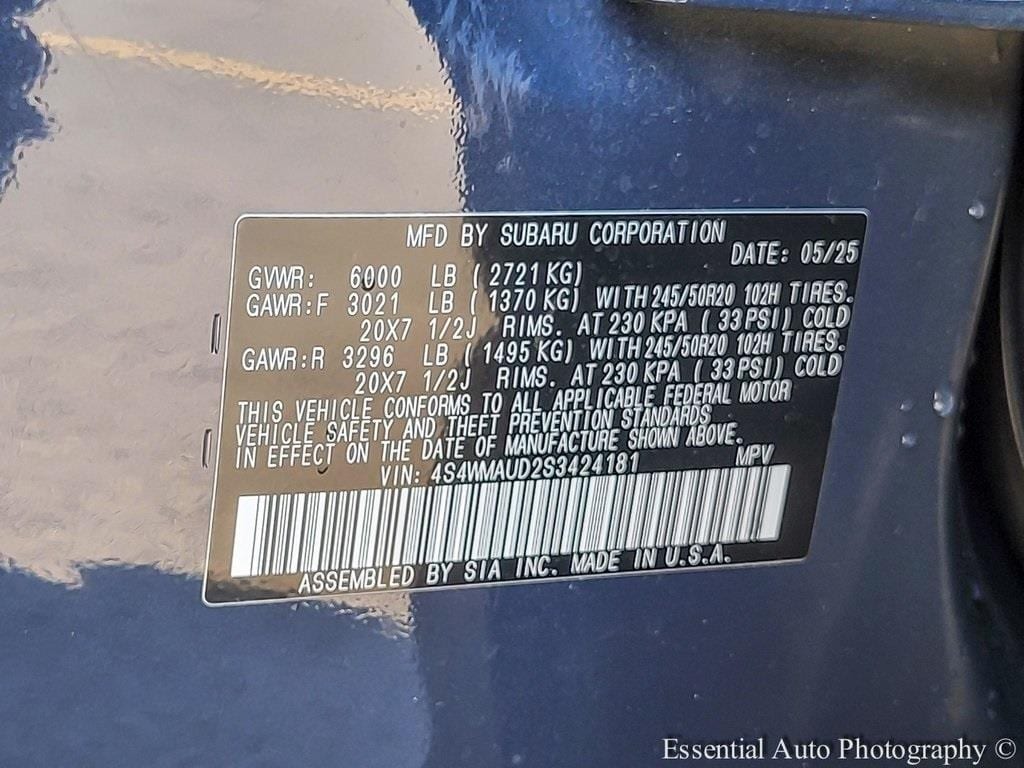 MFD BY SUBARU CORPORATION
DATE: 05/25
GVWR: 6000 LB ( 2721 KG)
GAWR:F 3021 LB ( 1370 KG) WITH 245/50R20 102H TIRES.
20X7 1/2J RIMS. AT 230 KPA ( 33 PSI) COLD
GAWR:R 3296 LB ( 1495 KG) WITH 245/50R20 102H TIRES.
20X7 1/2J RIMS. AT 230 KPA ( 33 PSI) COLD
THIS VEHICLE CONFORMS TO ALL APPLICABLE FEDERAL MOTOR
VEHICLE SAFETY AND THEFT PREVENTION STANDARDS
IN EFFECT ON THE DATE OF MANUFACTURE SHOWN ABOVE.
VIN: 4S4WMAUD2S3424181 MPV
ASSEMBLED BY SIA INC. MADE IN U.S.A.
Essential Auto Photography ©